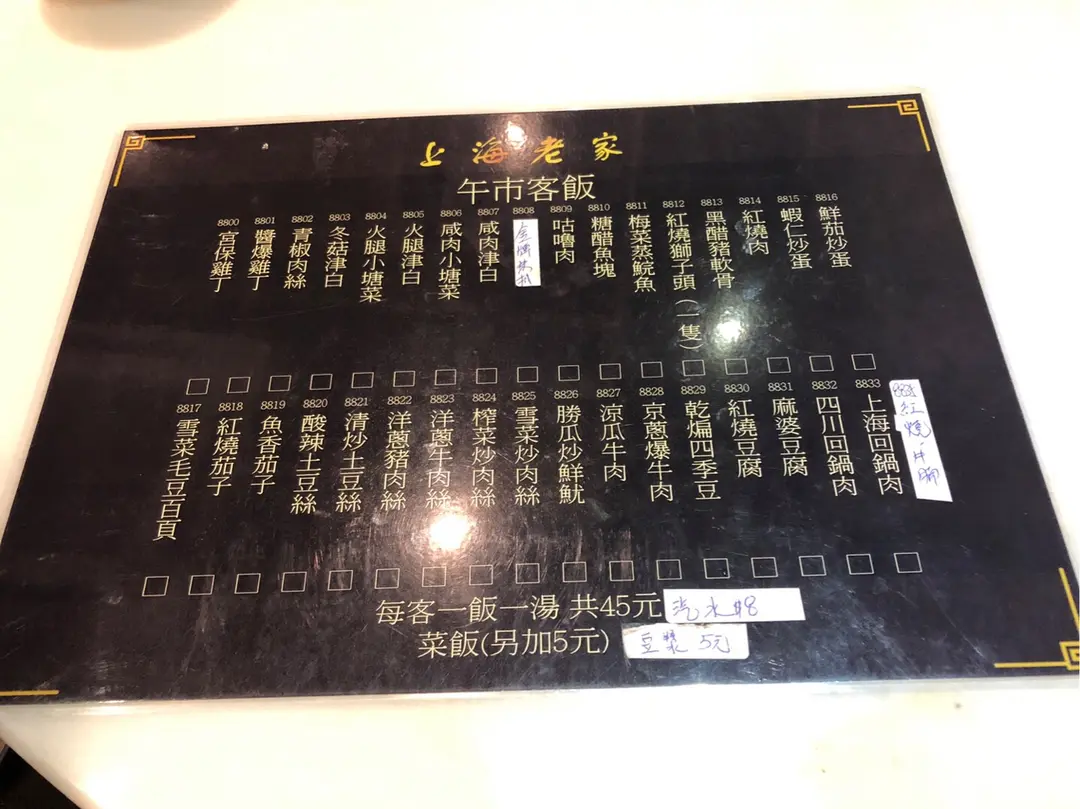 上海老家
午市客飯
8800 宮保雞丁
8801 醬爆雞丁
8802 青椒肉絲
8803 冬菇津白
8804 火腿小塘菜
8805 火腿津白
8806 咸肉小塘菜
8807 咸肉津白
8808 金牌
8809 咕嚕肉
8810 糖醋魚塊
8811 梅菜蒸鯇魚
8812 紅燒獅子頭（一隻）
8813 黑醋豬軟骨
8814 紅燒肉
8815 蝦仁炒蛋
8816 鮮茄炒蛋
8817 雪菜毛豆百頁
8818 紅燒茄子
8819 魚香茄子
8820 酸辣土豆絲
8821 清炒土豆絲
8822 洋蔥豬肉絲
8823 洋蔥牛肉絲
8824 榨菜炒肉絲
8825 雪菜炒肉絲
8826 勝瓜炒鮮魷
8827 涼瓜牛肉
8828 京蔥爆牛肉
8829 乾煸四季豆
8830 紅燒豆腐
8831 麻婆豆腐
8832 四川回鍋肉
8833 上海回鍋肉
紅燒牛腩
每客一飯一湯 共45元 汽水 $8
菜飯(另加5元) 豆漿 5元